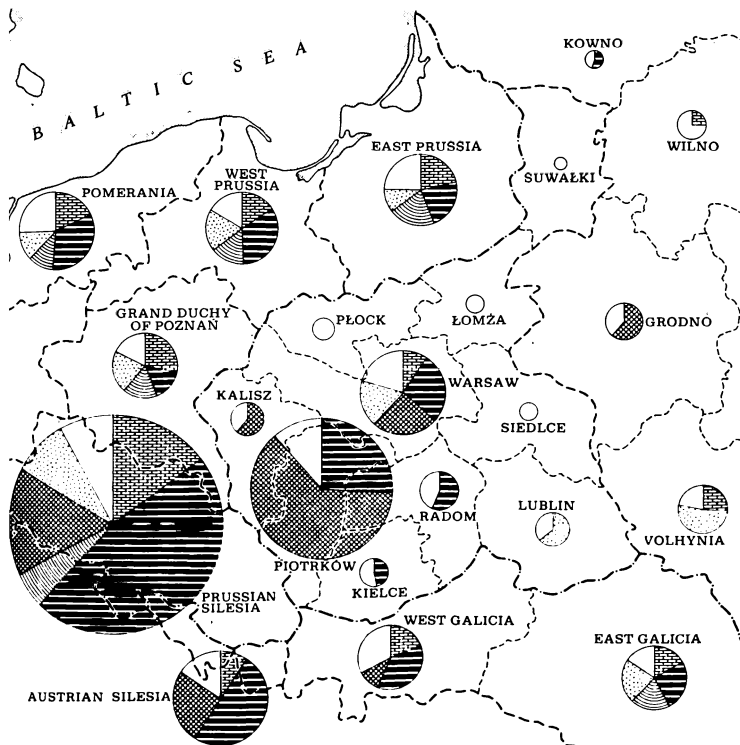 KOWNO
BALTIC SEA
WILNO
EAST PRUSSIA
WEST
PRUSSIA
SUWAŁKI
POMERANIA
GRAND DUCHY
OF POZNAŃ
PŁOCK
ŁOMŻA
GRODNO
KALISZ
WARSAW
SIEDLCE
RADOM
LUBLIN
VOLHYNIA
PIOTRKÓW
KIELCE
PRUSSIAN
SILESIA
WEST GALICIA
EAST GALICIA
AUSTRIAN SILESIA